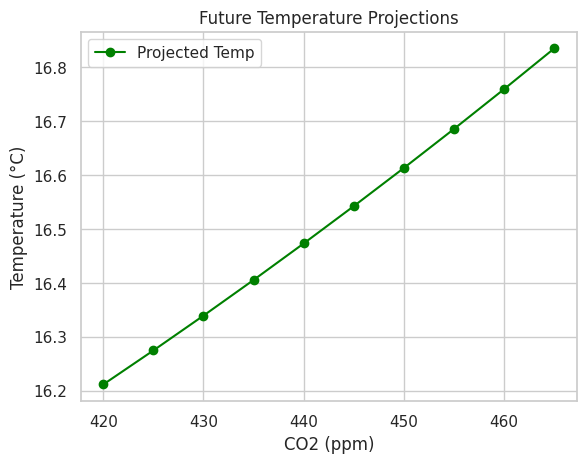 Future Temperature Projections
Projected Temp
Temperature (°C)
16.8
16.7
16.6
16.5
16.4
16.3
16.2
420 430 440 450 460
CO2 (ppm)